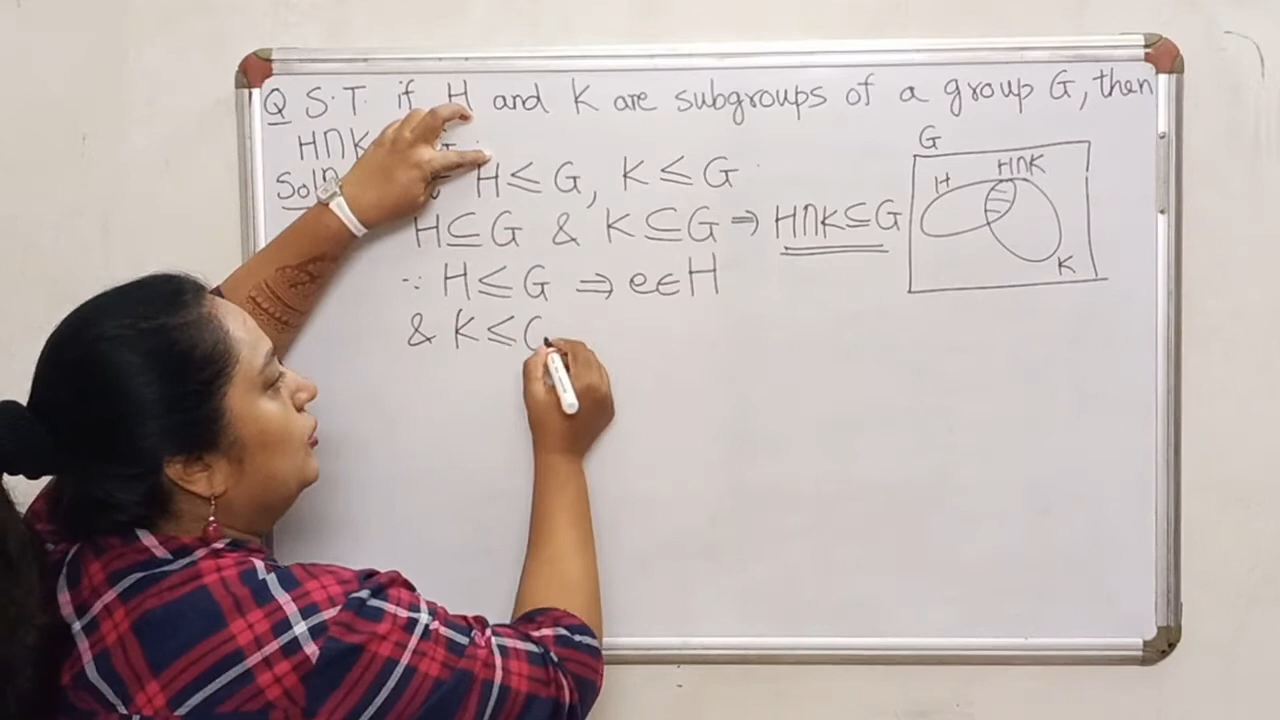 Q S.T. if H and K are subgroups of a group G, then
H∩K G
Soln H≤G, K≤G
H⊆G & K⊆G ⇒ H∩K⊆G
∵ H≤G ⇒ e∈H
& K≤G
G
H H∩K
K